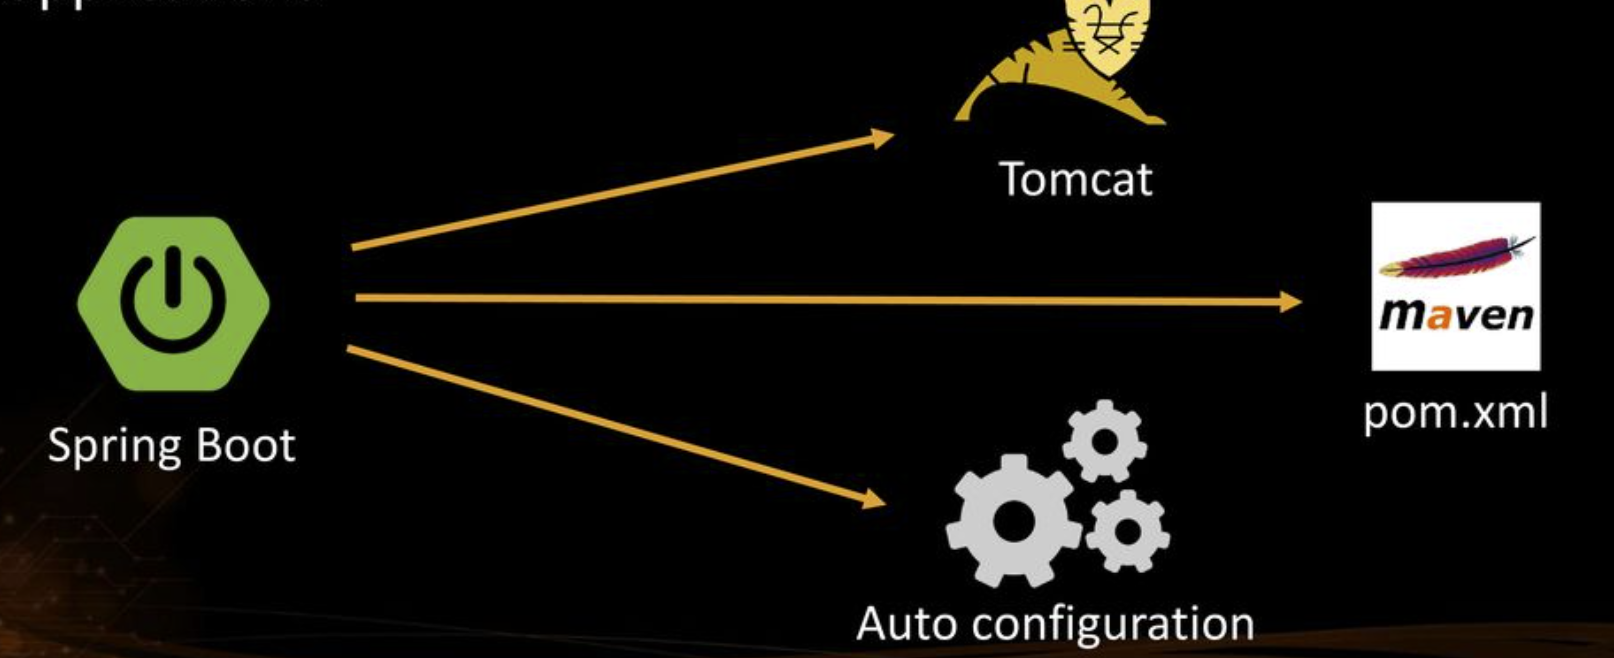 Tomcat
maven
pom.xml
Spring Boot
Auto configuration